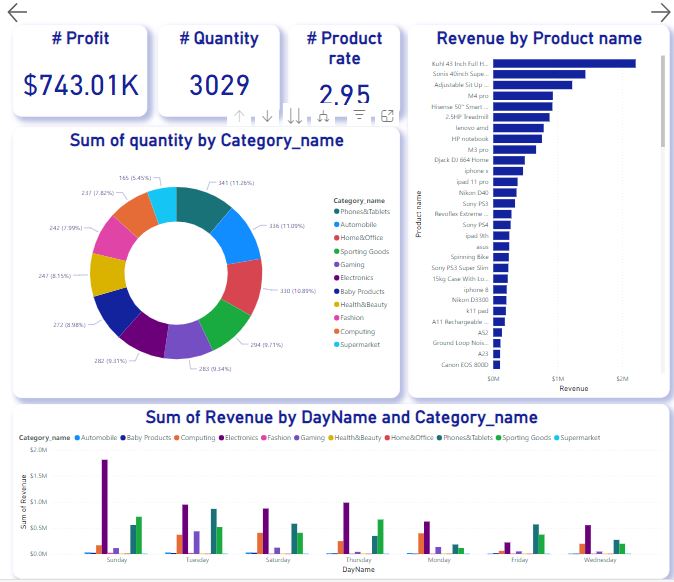 # Profit
$743.01K
# Quantity
3029
# Product
rate
2.95
Revenue by Product name
Product name
Kuhl 43 Inch Full H...
Sonis 40inch Supe...
Adjustable Sit Up ...
M4 pro
Hisense 50" Smart ...
2.5HP Treadmill
lenovo amd
HP notebook
M3 pro
Djack DJ 664 Home
iphone s
ipad 11 pro
Nikon D40
Sony PS3
Revoflex Extreme ...
Sony PS4
ipad 9th
asus
Spinning Bike
Sony PS3 Super Slim
15kg Case With Lo...
iphone 8
Nikon D3300
k11 pad
A11 Rechargeable ...
A52
Ground Loop Nois...
A23
Canon EOS 800D
$0M $1M $2M
Revenue
Sum of quantity by Category_name
341 (11.26%)
336 (11.09%)
330 (10.89%)
294 (9.71%)
283 (9.34%)
282 (9.31%)
272 (8.98%)
247 (8.15%)
242 (7.99%)
237 (7.82%)
165 (5.45%)
Category_name
Phones&Tablets
Automobile
Home&Office
Sporting Goods
Gaming
Electronics
Baby Products
Health&Beauty
Fashion
Computing
Supermarket
Sum of Revenue by DayName and Category_name
Category_name Automobile Baby Products Computing Electronics Fashion Gaming Health&Beauty Home&Office Phones&Tablets Sporting Goods Supermarket
Sum of Revenue
$2.0M
$1.5M
$1.0M
$0.5M
$0.0M
Sunday Tuesday Saturday Thursday Monday Friday Wednesday
DayName